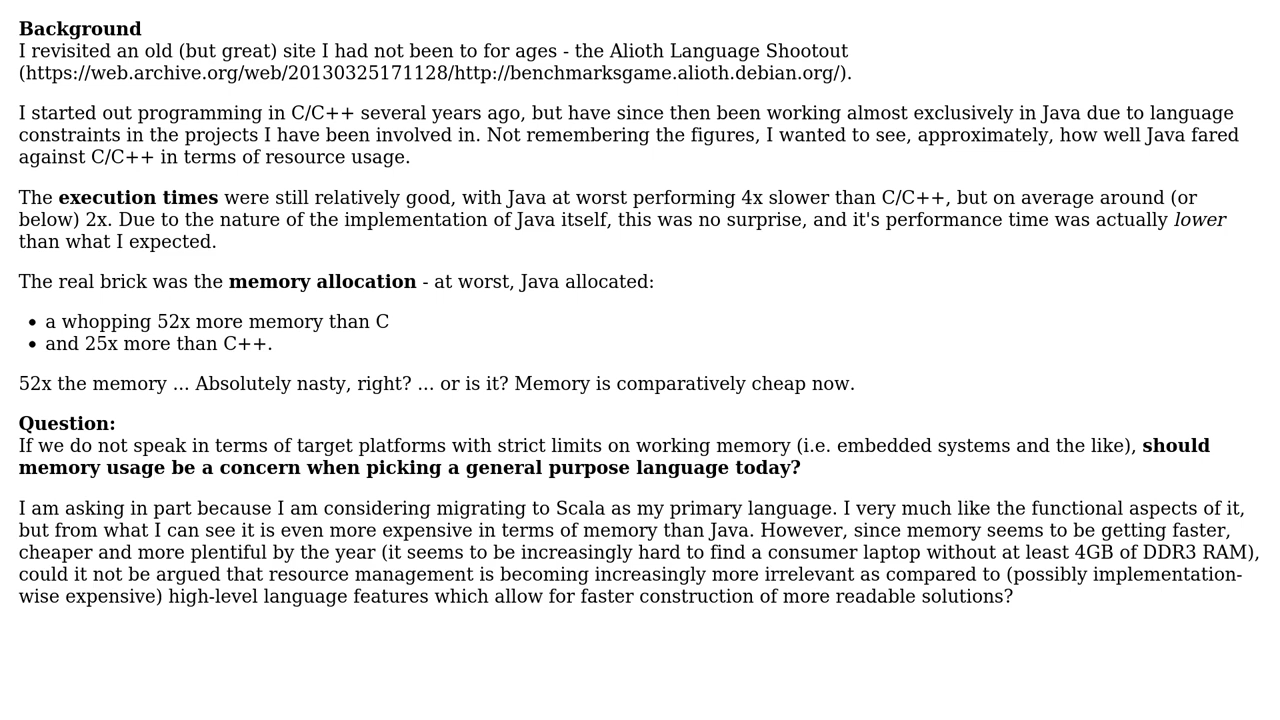 Background
I revisited an old (but great) site I had not been to for ages - the Alioth Language Shootout
(https://web.archive.org/web/20130325171128/http://benchmarksgame.alioth.debian.org/).
I started out programming in C/C++ several years ago, but have since then been working almost exclusively in Java due to language
constraints in the projects I have been involved in. Not remembering the figures, I wanted to see, approximately, how well Java fared
against C/C++ in terms of resource usage.
The execution times were still relatively good, with Java at worst performing 4x slower than C/C++, but on average around (or
below) 2x. Due to the nature of the implementation of Java itself, this was no surprise, and it's performance time was actually lower
than what I expected.
The real brick was the memory allocation - at worst, Java allocated:
• a whopping 52x more memory than C
• and 25x more than C++.
52x the memory ... Absolutely nasty, right? ... or is it? Memory is comparatively cheap now.
Question:
If we do not speak in terms of target platforms with strict limits on working memory (i.e. embedded systems and the like), should
memory usage be a concern when picking a general purpose language today?
I am asking in part because I am considering migrating to Scala as my primary language. I very much like the functional aspects of it,
but from what I can see it is even more expensive in terms of memory than Java. However, since memory seems to be getting faster,
cheaper and more plentiful by the year (it seems to be increasingly hard to find a consumer laptop without at least 4GB of DDR3 RAM),
could it not be argued that resource management is becoming increasingly more irrelevant as compared to (possibly implementation-
wise expensive) high-level language features which allow for faster construction of more readable solutions?